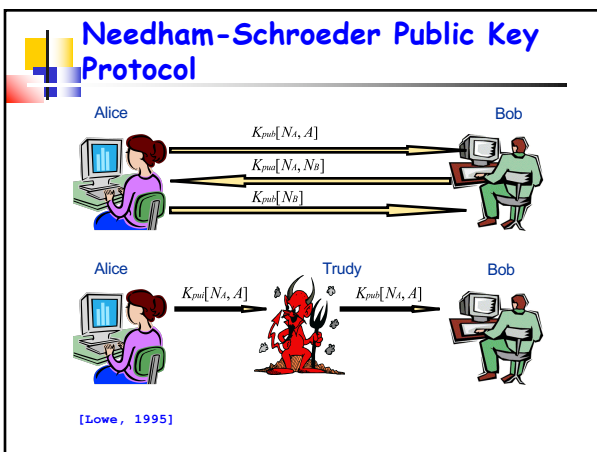 Needham-Schroeder Public Key
Protocol
Alice
Bob
Kpub[NA, A]
Kpua[NA, NB]
Kpub[NB]
Alice
Trudy
Bob
Kpui[NA, A]
Kpub[NA, A]
[Lowe, 1995]